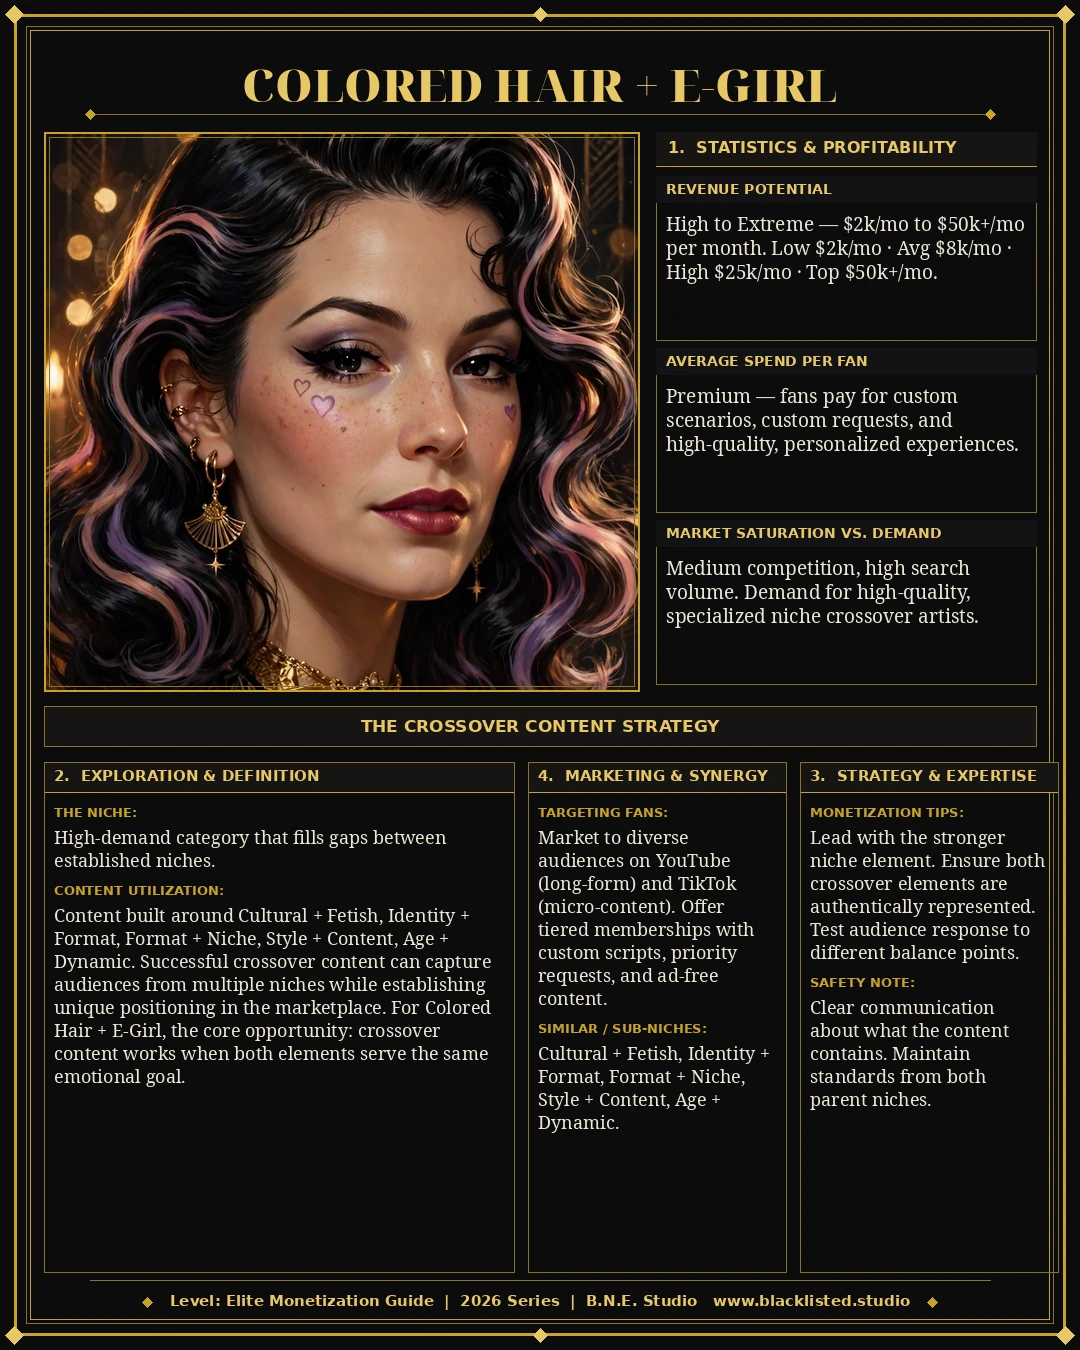 COLORED HAIR + E-GIRL
1. STATISTICS & PROFITABILITY
REVENUE POTENTIAL
High to Extreme — $2k/mo to $50k+/mo
per month. Low $2k/mo · Avg $8k/mo ·
High $25k/mo · Top $50k+/mo.
AVERAGE SPEND PER FAN
Premium — fans pay for custom
scenarios, custom requests, and
high-quality, personalized experiences.
MARKET SATURATION VS. DEMAND
Medium competition, high search
volume. Demand for high-quality,
specialized niche crossover artists.
THE CROSSOVER CONTENT STRATEGY
2. EXPLORATION & DEFINITION
THE NICHE:
High-demand category that fills gaps between
established niches.
CONTENT UTILIZATION:
Content built around Cultural + Fetish, Identity +
Format, Format + Niche, Style + Content, Age +
Dynamic. Successful crossover content can capture
audiences from multiple niches while establishing
unique positioning in the marketplace. For Colored
Hair + E-Girl, the core opportunity: crossover
content works when both elements serve the same
emotional goal.
4. MARKETING & SYNERGY
TARGETING FANS:
Market to diverse
audiences on YouTube
(long-form) and TikTok
(micro-content). Offer
tiered memberships with
custom scripts, priority
requests, and ad-free
content.
SIMILAR / SUB-NICHES:
Cultural + Fetish, Identity +
Format, Format + Niche,
Style + Content, Age +
Dynamic.
3. STRATEGY & EXPERTISE
MONETIZATION TIPS:
Lead with the stronger
niche element. Ensure both
crossover elements are
authentically represented.
Test audience response to
different balance points.
SAFETY NOTE:
Clear communication
about what the content
contains. Maintain
standards from both
parent niches.
Level: Elite Monetization Guide | 2026 Series | B.N.E. Studio www.blacklisted.studio